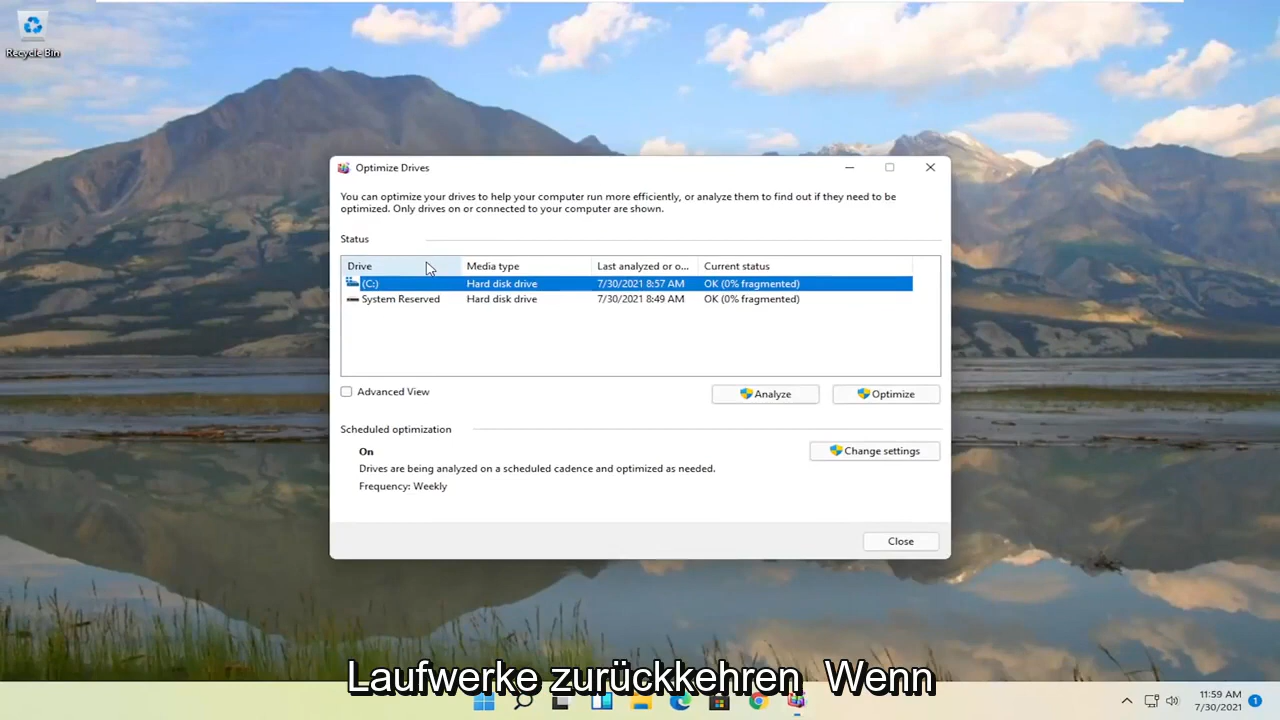 Recycle Bin
Optimize Drives
You can optimize your drives to help your computer run more efficiently, or analyze them to find out if they need to be
optimized. Only drives on or connected to your computer are shown.
Status
Drive Media type Last analyzed or o... Current status
(C:) Hard disk drive 7/30/2021 8:57 AM OK (0% fragmented)
System Reserved Hard disk drive 7/30/2021 8:49 AM OK (0% fragmented)
Advanced View Analyze Optimize
Scheduled optimization
On Change settings
Drives are being analyzed on a scheduled cadence and optimized as needed.
Frequency: Weekly
Close
Laufwerke zurückkehren Wenn
11:59 AM
7/30/2021 1